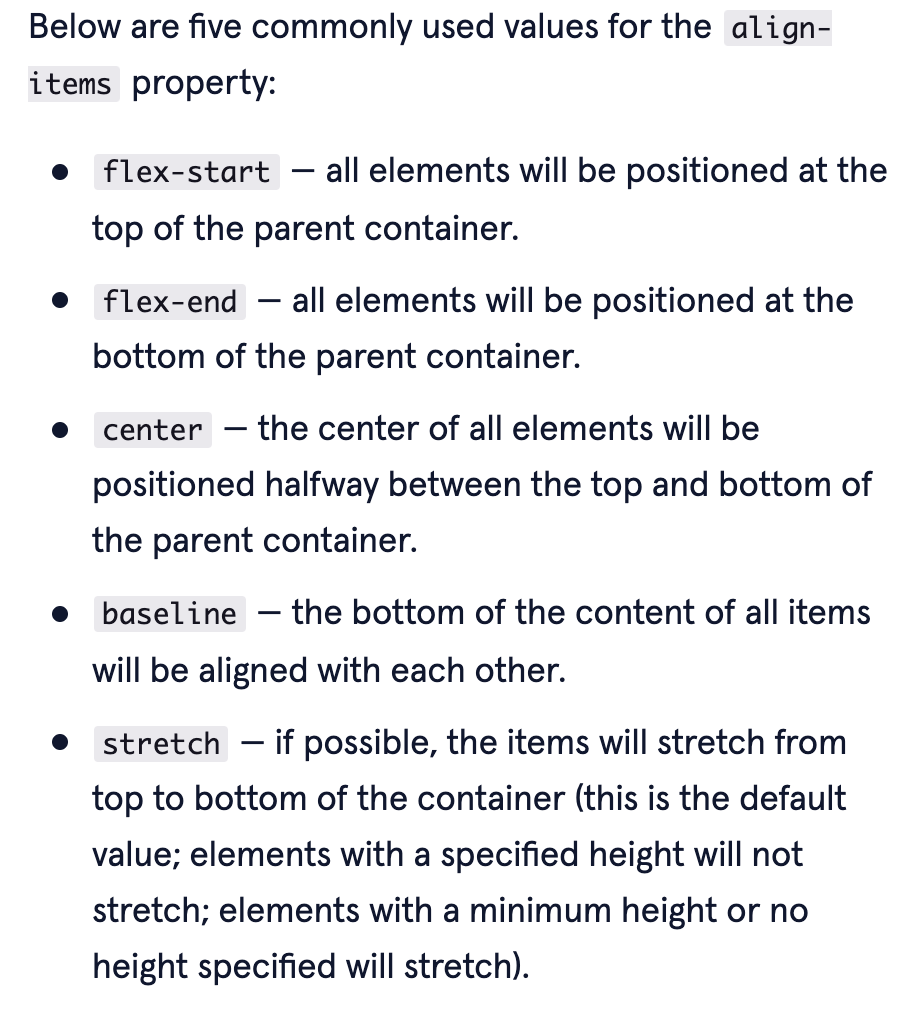 Below are five commonly used values for the align-
items property:
● flex-start — all elements will be positioned at the
top of the parent container.
● flex-end — all elements will be positioned at the
bottom of the parent container.
● center — the center of all elements will be
positioned halfway between the top and bottom of
the parent container.
● baseline — the bottom of the content of all items
will be aligned with each other.
● stretch — if possible, the items will stretch from
top to bottom of the container (this is the default
value; elements with a specified height will not
stretch; elements with a minimum height or no
height specified will stretch).